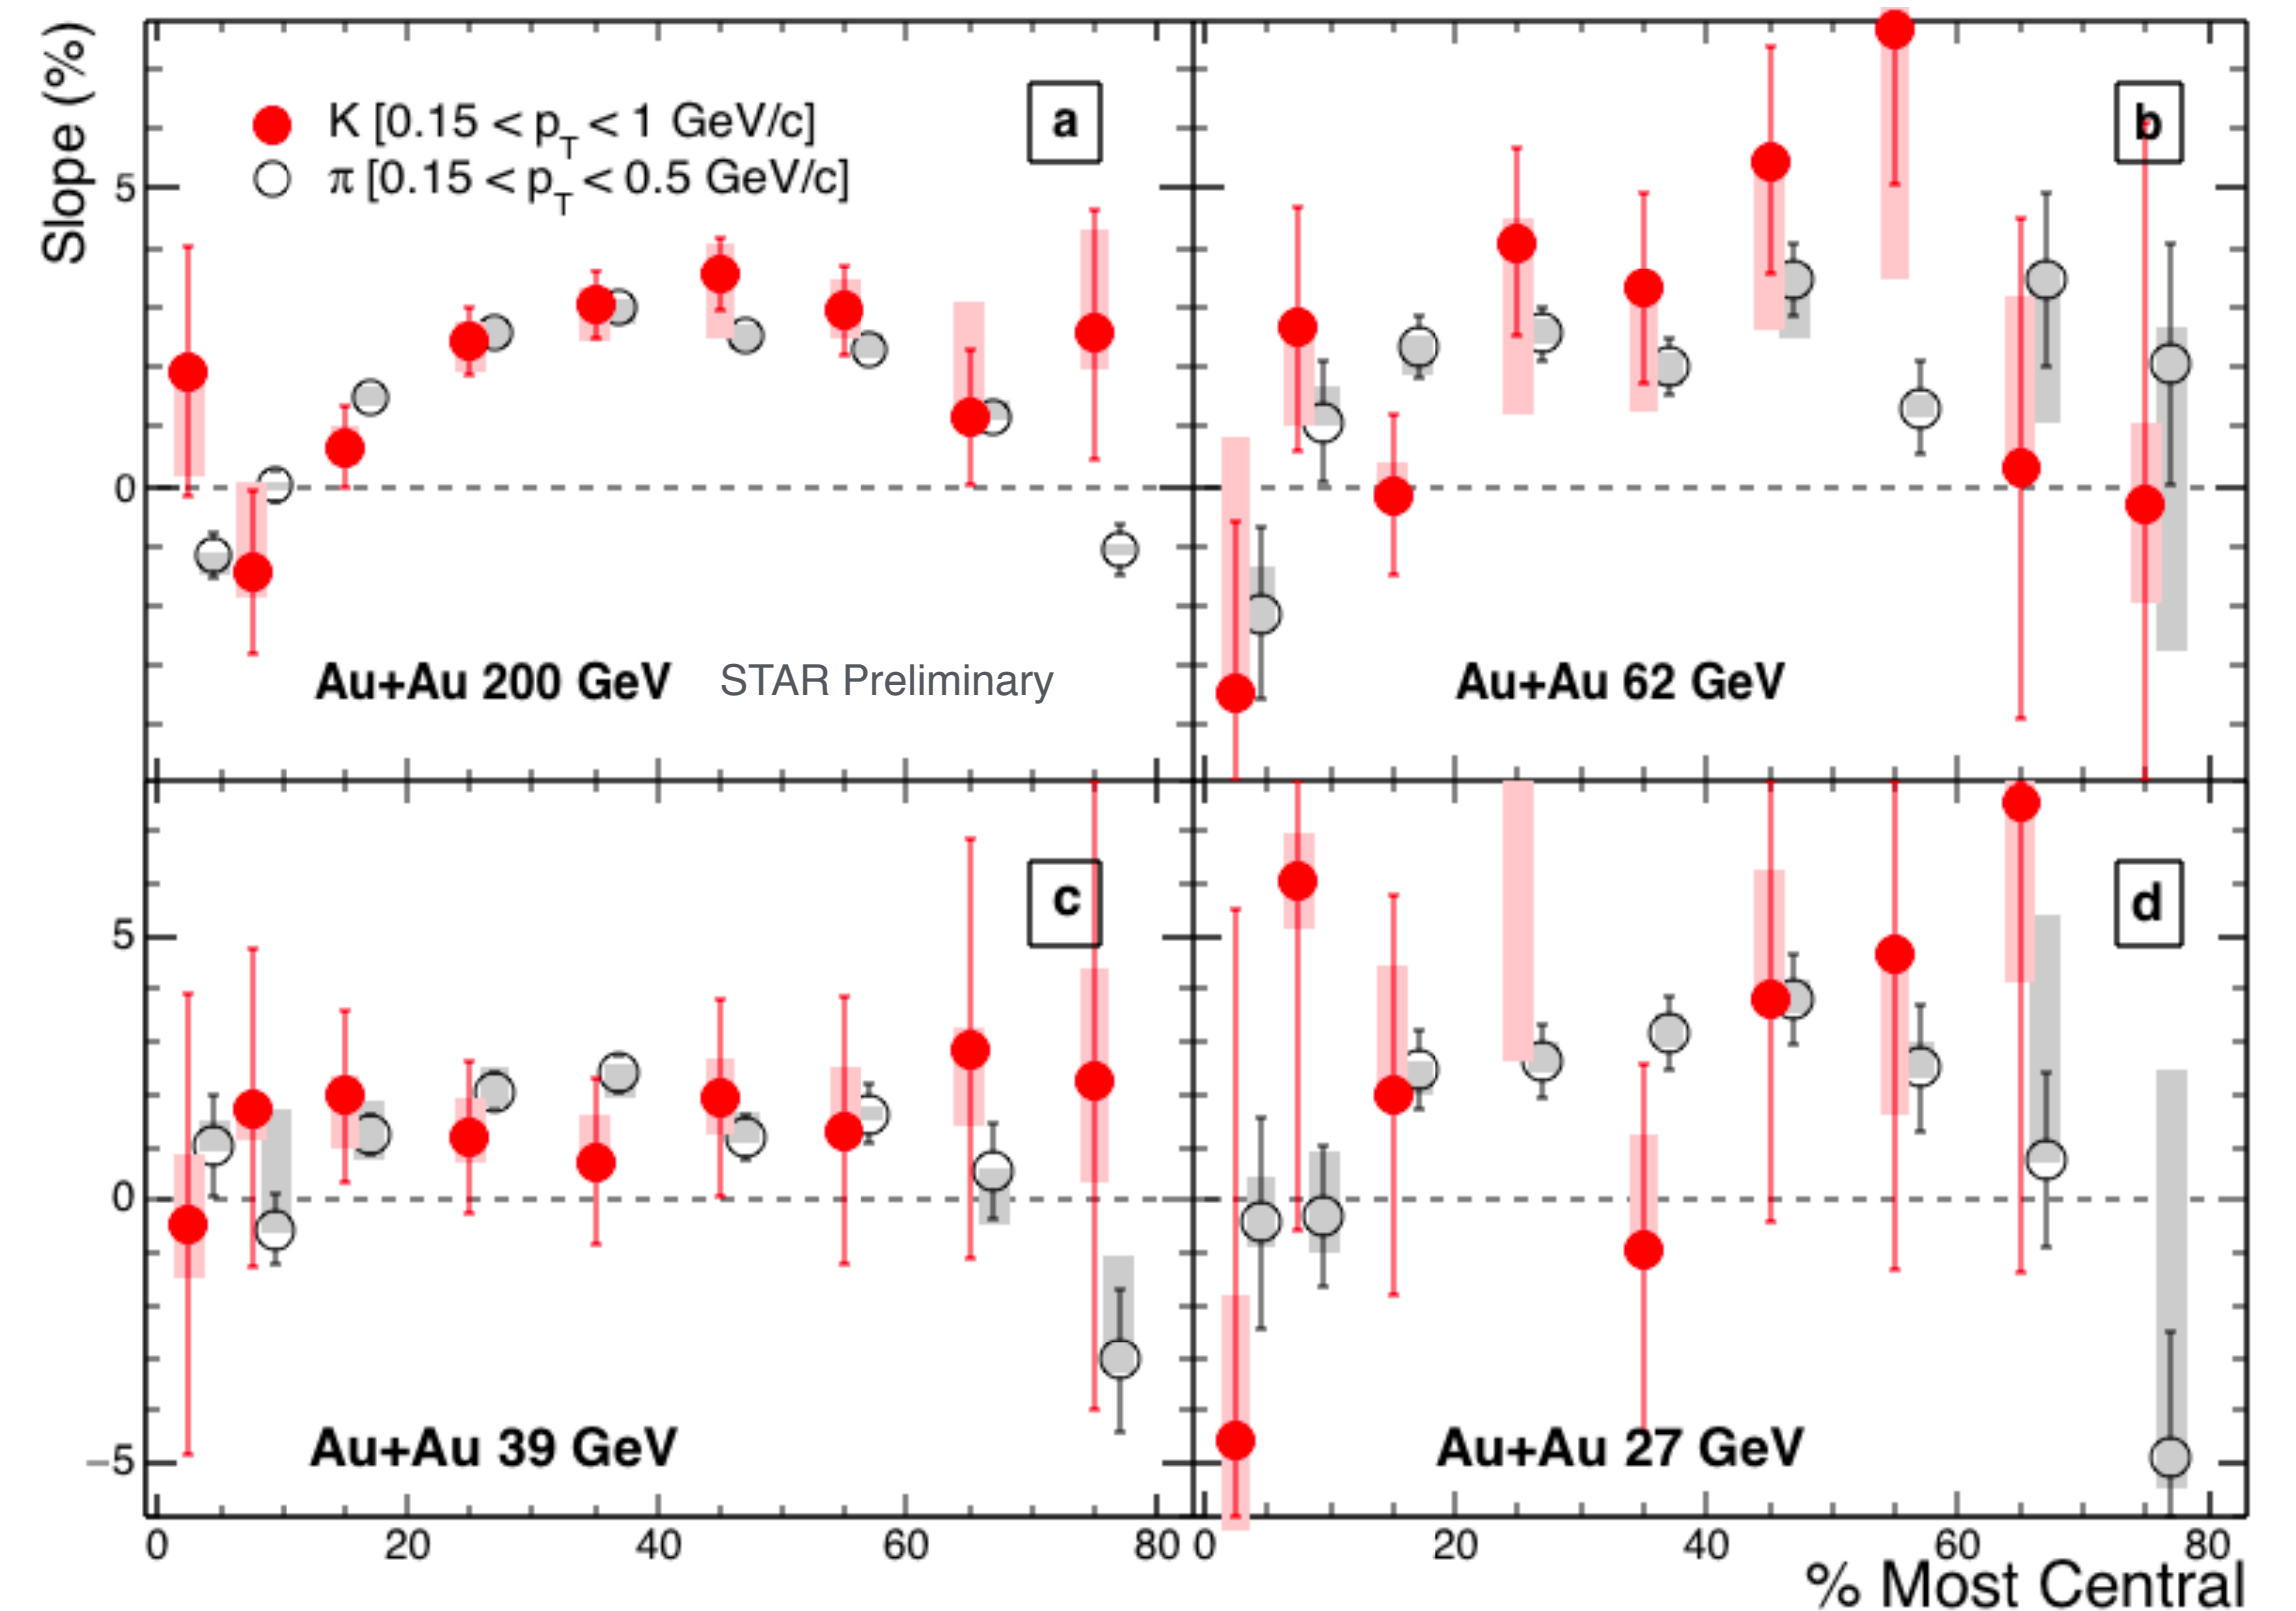 Slope (%)
K [0.15 < p_T < 1 GeV/c]
π [0.15 < p_T < 0.5 GeV/c]
a
b
5
0
Au+Au 200 GeV STAR Preliminary
Au+Au 62 GeV
c
d
5
0
−5
Au+Au 39 GeV
Au+Au 27 GeV
0 20 40 60 80 0 20 40 60 80
% Most Central